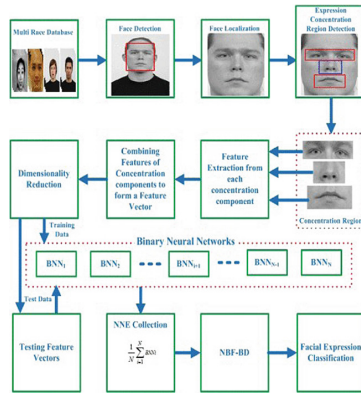 Multi Race Database
Face Detection
Face Localization
Expression
Concentration
Region Detection
Dimensionality
Reduction
Combining
Features of
Concentration
components to
form a Feature
Vector
Feature
Extraction from
each
concentration
component
Concentration Region
Training
Data
Binary Neural Networks
BNN₁
BNN₂
BNNᵢ₊₁
BNN_N-1
BNN_N
Test Data
Testing Feature
Vectors
NNE Collection
NBF-BD
Facial Expression
Classification